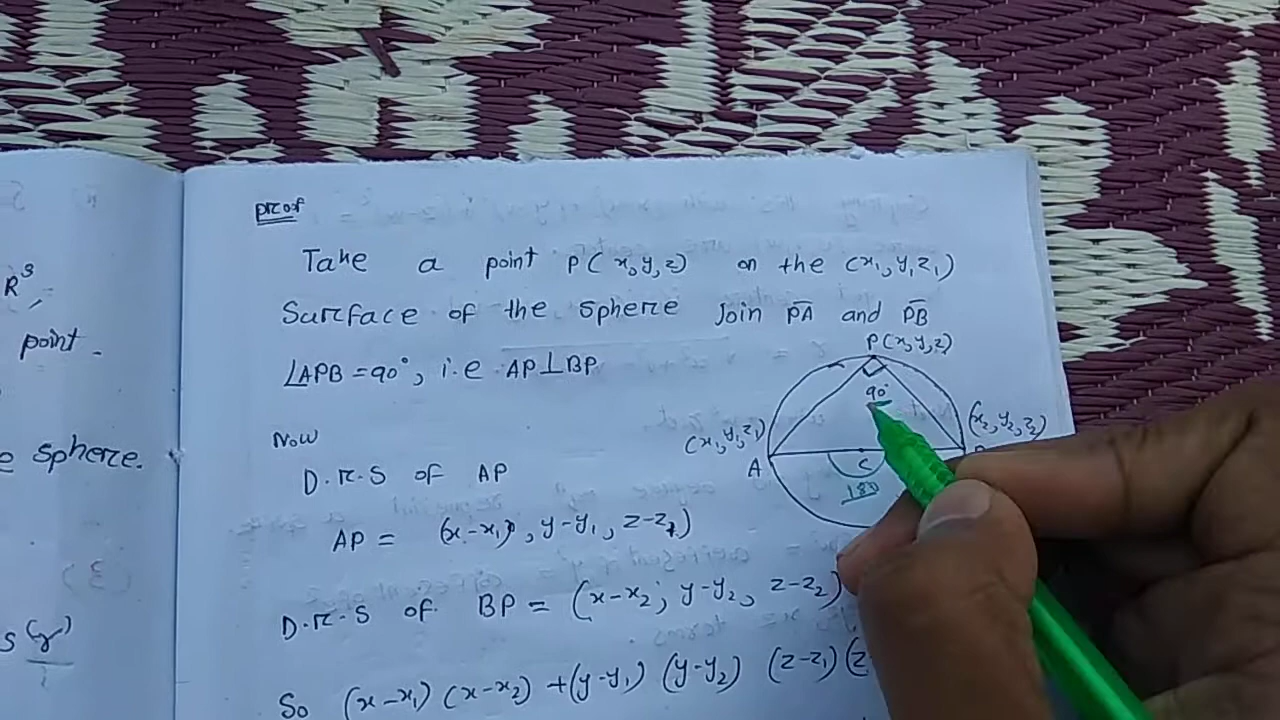 R³,
point.
e sphere.
proof
Take a point P(x, y, z) on the (x₁, y₁ z₁)
Surface of the sphere Join P̅A̅ and P̅B̅
∠APB = 90°, i.e AP⊥BP
P(x, y, z)
90°
(x₁, y₁, z₁)
(x₂, y₂, z₂)
A
C
180
Now
D.R.S of AP
AP = (x-x₁), y-y₁, z-z₁)
D.R.S of BP = (x-x₂, y-y₂, z-z₂)
So (x-x₁) (x-x₂) +(y-y₁) (y-y₂) (z-z₁)